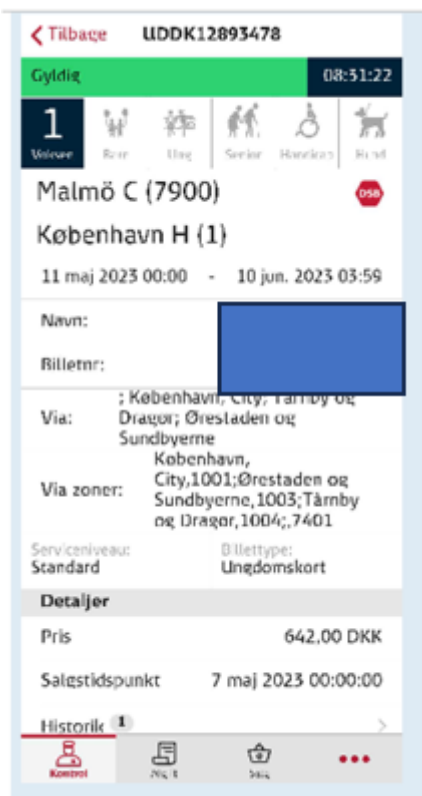 Tilbage UDDK12893478
Gyldig 08:31:22
1
Voksen Barn Ung Senior Handicap Hund
Malmö C (7900) DSB
København H (1)
11 maj 2023 00:00 - 10 jun. 2023 03:59
Navn:
Billetnr:
Via: ; København, City; Tårnby og
Dragør; Ørestaden og
Sundbyerne
København,
Via zoner: City,1001;Ørestaden og
Sundbyerne,1003;Tårnby
og Dragør,1004;,7401
Serviceniveau: Billettype:
Standard Ungdomskort
Detaljer
Pris 642,00 DKK
Salgstidspunkt 7 maj 2023 00:00:00
Historik 1
Kontrol Salg